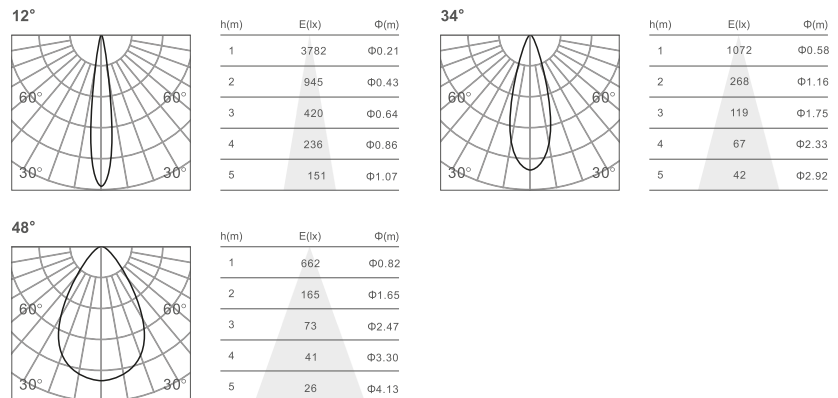 12°
h(m) E(lx) Φ(m)
1 3782 Φ0.21
2 945 Φ0.43
3 420 Φ0.64
4 236 Φ0.86
5 151 Φ1.07
60° 60°
30° 30°
34°
h(m) E(lx) Φ(m)
1 1072 Φ0.58
2 268 Φ1.16
3 119 Φ1.75
4 67 Φ2.33
5 42 Φ2.92
60° 60°
30° 30°
48°
h(m) E(lx) Φ(m)
1 662 Φ0.82
2 165 Φ1.65
3 73 Φ2.47
4 41 Φ3.30
5 26 Φ4.13
60° 60°
30° 30°